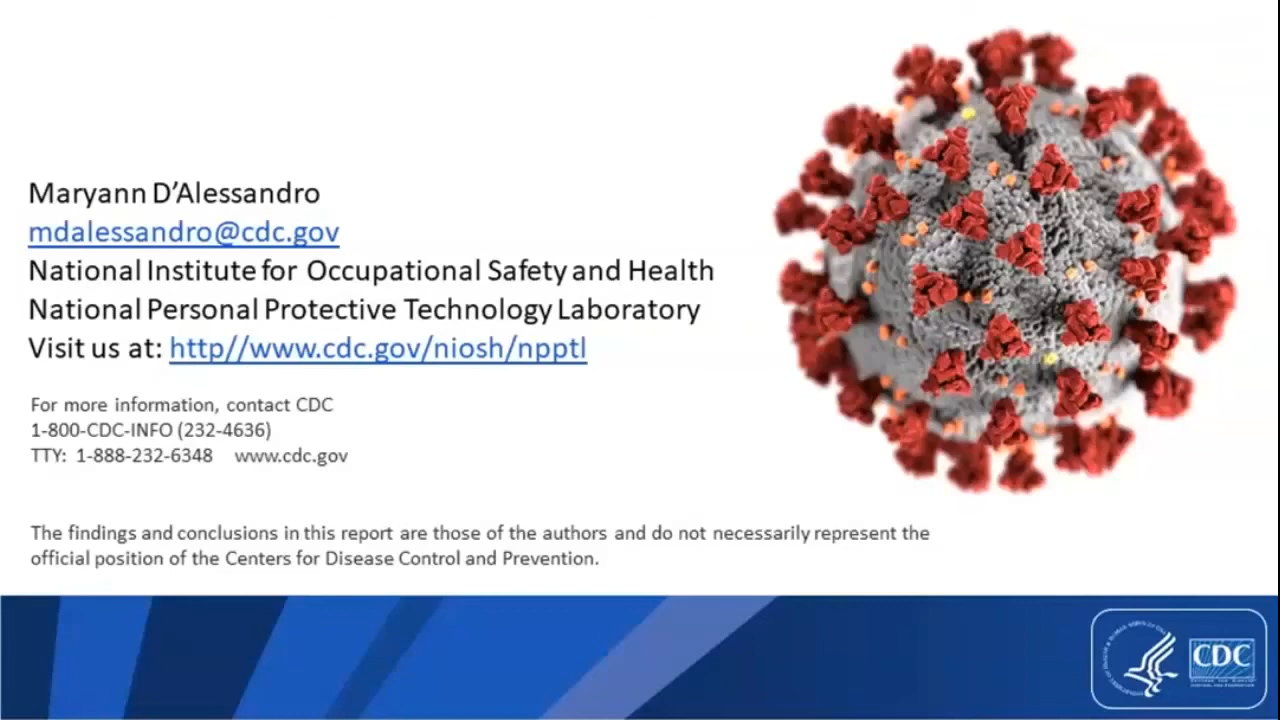 Maryann D’Alessandro
mdalessandro@cdc.gov
National Institute for Occupational Safety and Health
National Personal Protective Technology Laboratory
Visit us at: http//www.cdc.gov/niosh/npptl
For more information, contact CDC
1-800-CDC-INFO (232-4636)
TTY: 1-888-232-6348 www.cdc.gov
The findings and conclusions in this report are those of the authors and do not necessarily represent the
official position of the Centers for Disease Control and Prevention.
CDC